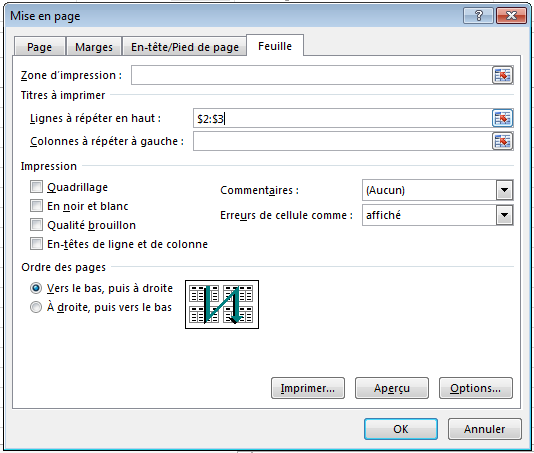 Mise en page
Page Marges En-tête/Pied de page Feuille
Zone d'impression :
Titres à imprimer
Lignes à répéter en haut : $2:$3
Colonnes à répéter à gauche :
Impression
Quadrillage Commentaires : (Aucun)
En noir et blanc Erreurs de cellule comme : affiché
Qualité brouillon
En-têtes de ligne et de colonne
Ordre des pages
Vers le bas, puis à droite
À droite, puis vers le bas
Imprimer... Aperçu Options...
OK Annuler